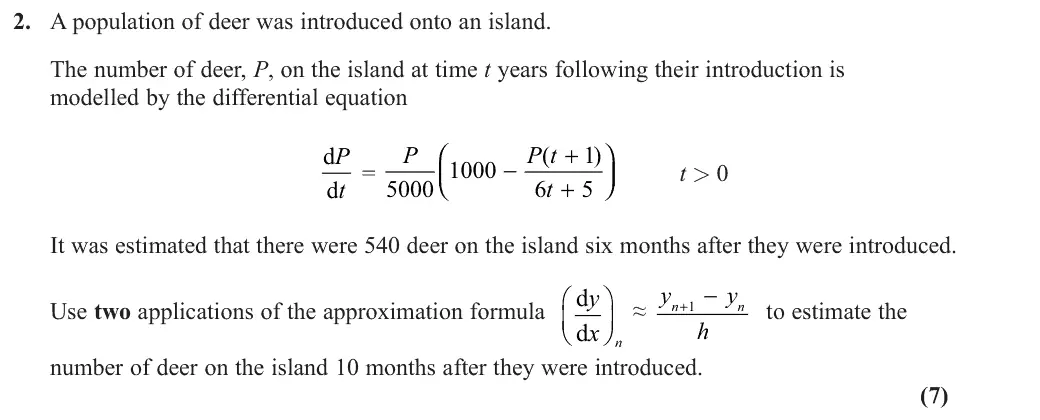 2. A population of deer was introduced onto an island.
The number of deer, P, on the island at time t years following their introduction is
modelled by the differential equation
dP/dt = P/5000 (1000 − P(t + 1)/(6t + 5)) t > 0
It was estimated that there were 540 deer on the island six months after they were introduced.
Use two applications of the approximation formula (dy/dx)ₙ ≈ (yₙ₊₁ − yₙ)/h to estimate the
number of deer on the island 10 months after they were introduced.
(7)